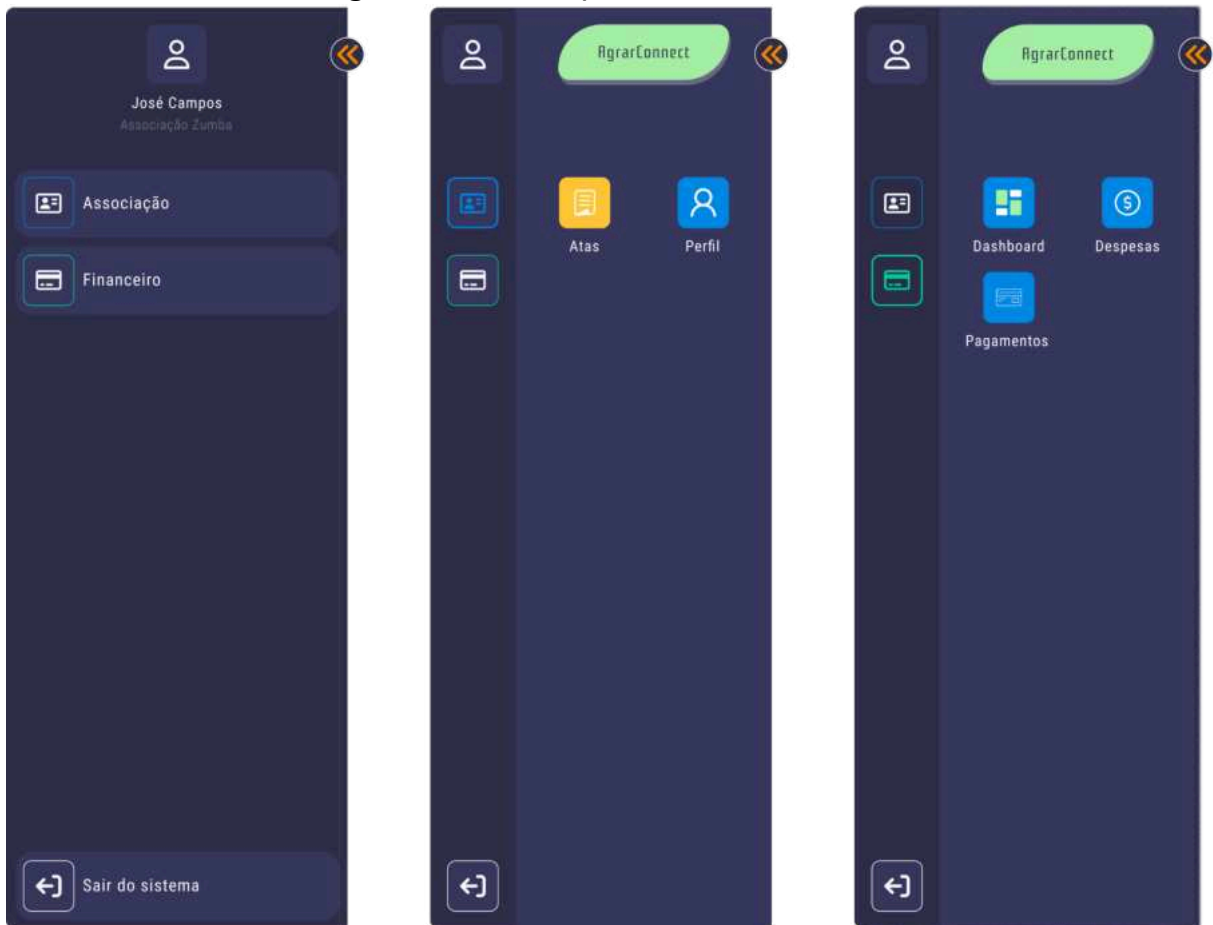 José Campos
Associação Zumba
Associação
Financeiro
Sair do sistema
AgrarConnect
Atas
Perfil
AgrarConnect
Dashboard
Despesas
Pagamentos